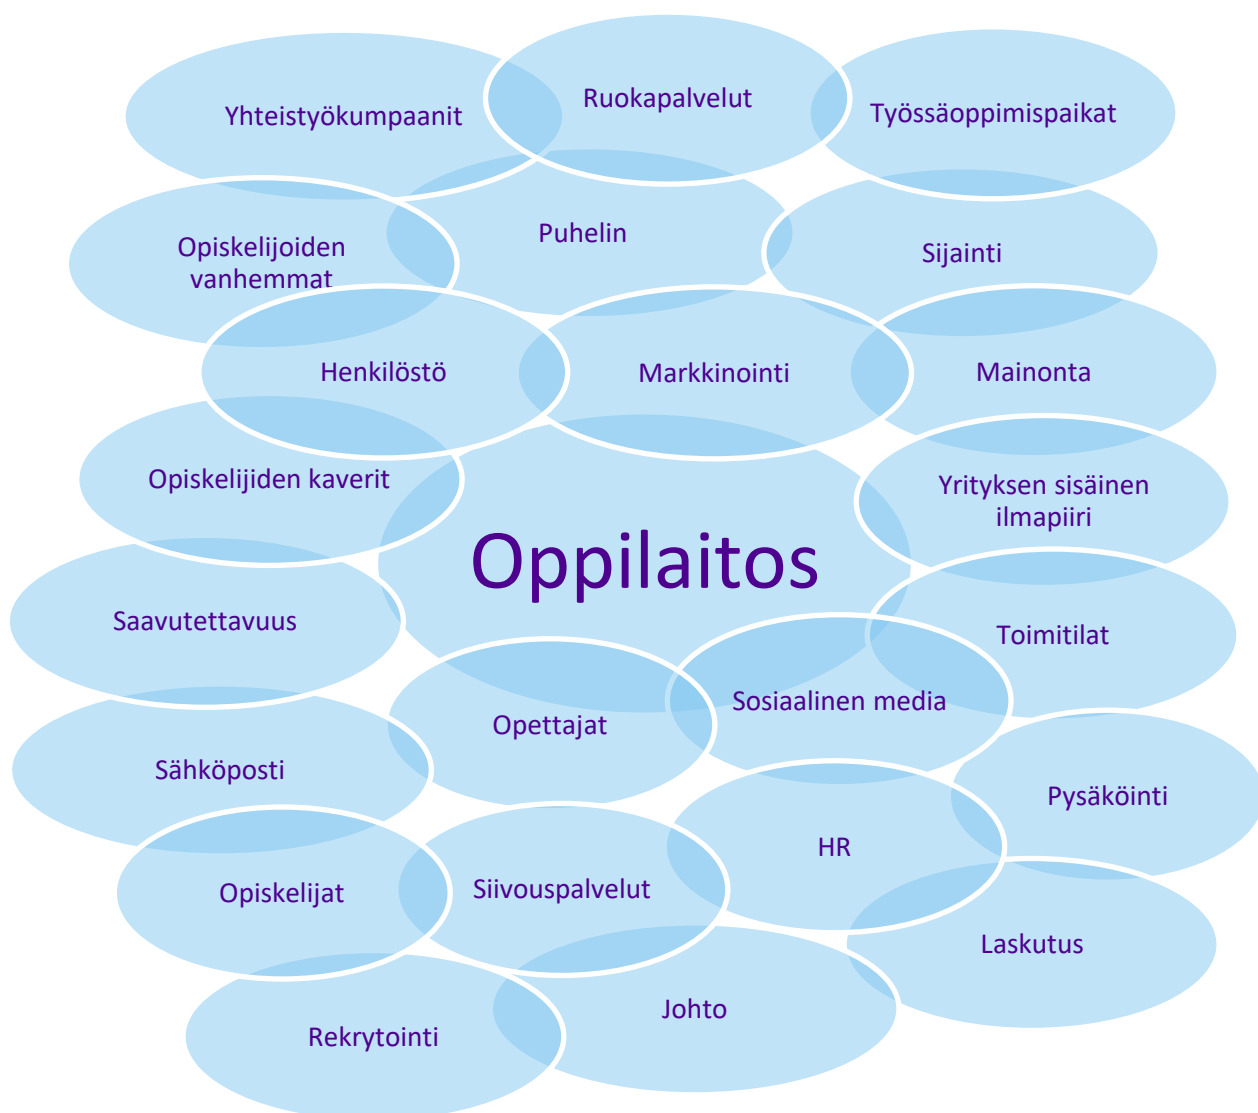 Yhteistyökumpaanit
Ruokapalvelut
Työssäoppimispaikat
Opiskelijoiden
vanhemmat
Puhelin
Sijainti
Henkilöstö
Markkinointi
Mainonta
Opiskelijiden kaverit
Yrityksen sisäinen
ilmapiiri
Oppilaitos
Saavutettavuus
Toimitilat
Opettajat
Sosiaalinen media
Sähköposti
Pysäköinti
HR
Opiskelijat
Siivouspalvelut
Laskutus
Rekrytointi
Johto